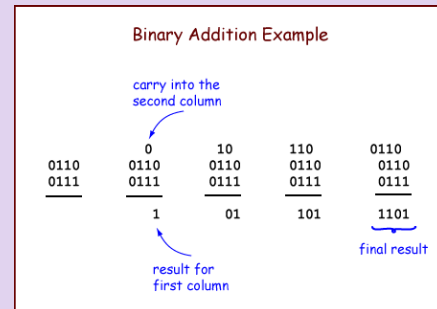 Binary Addition Example
carry into the
second column
0 10 110 0110
0110 0110 0110 0110 0110
0111 0111 0111 0111 0111
1 01 101 1101
final result
result for
first column